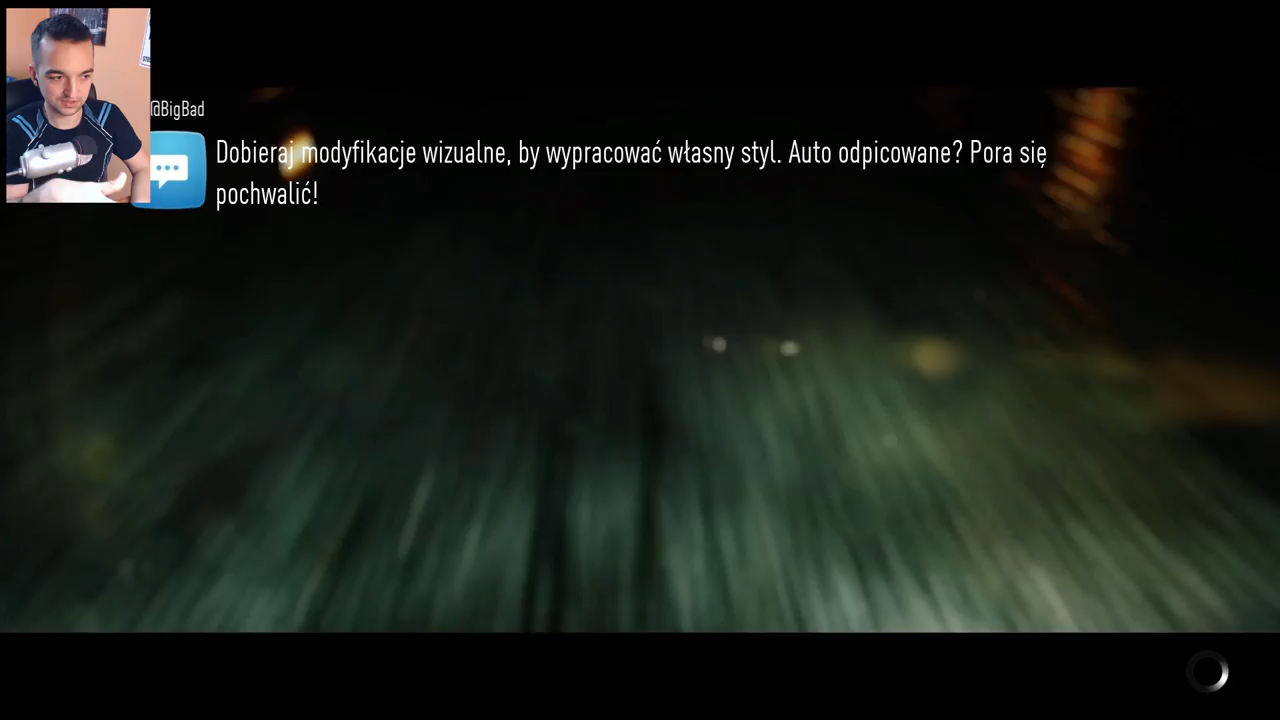 @BigBad
Dobieraj modyfikacje wizualne, by wypracować własny styl. Auto odpicowane? Pora się
pochwalić!